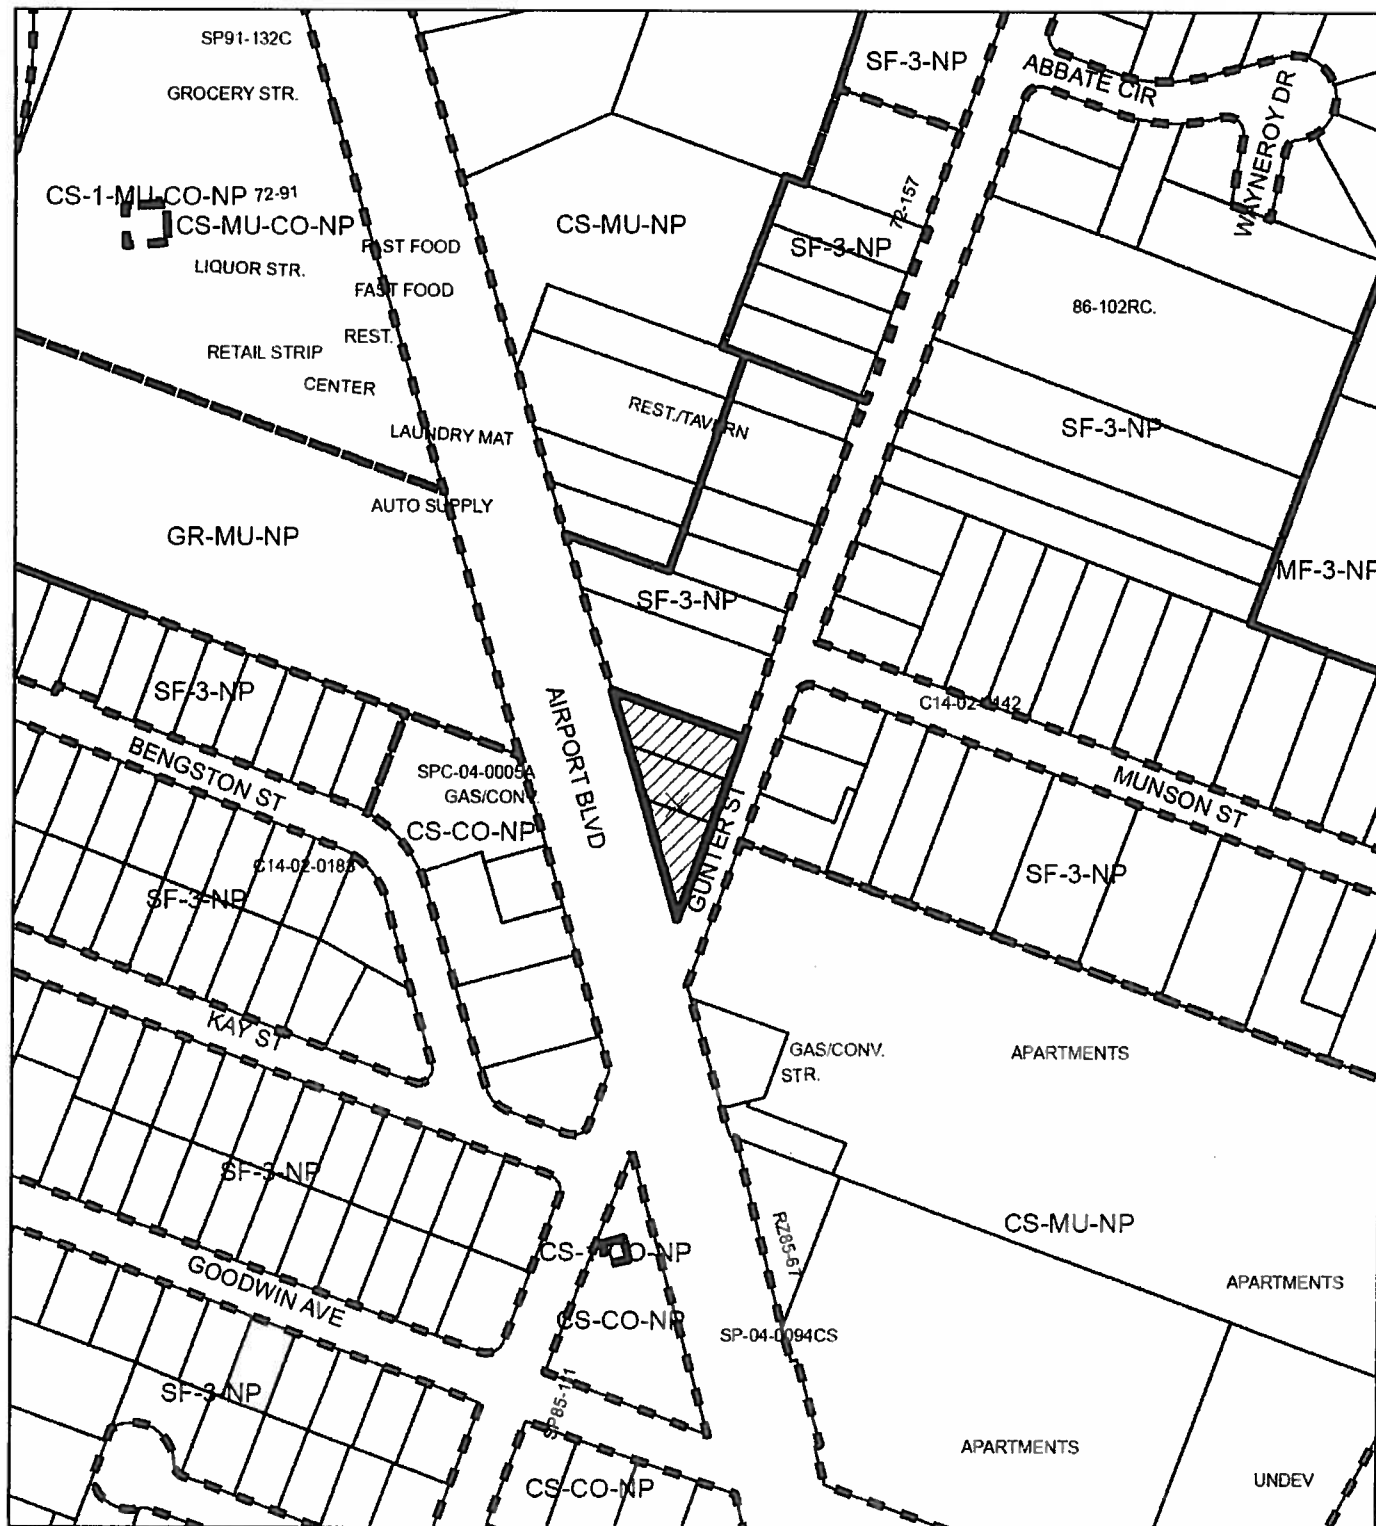 SP91-132C
GROCERY STR.
SF-3-NP
ABBATE CIR
WAYNEROY DR
CS-1-MU-CO-NP 72-91
CS-MU-CO-NP
LIQUOR STR.
FAST FOOD
FAST FOOD
REST.
RETAIL STRIP
CENTER
CS-MU-NP
SF-3-NP
72-157
86-102RC.
REST./TAVERN
LAUNDRY MAT
SF-3-NP
AUTO SUPPLY
GR-MU-NP
MF-3-NP
SF-3-NP
SF-3-NP
C14-02-0142
BENGSTON ST
AIRPORT BLVD
SPC-04-0005A
GAS/CONV.
CS-CO-NP
GUNTER ST
MUNSON ST
C14-02-0183
SF-3-NP
SF-3-NP
KAY ST
GAS/CONV.
STR.
APARTMENTS
SF-3-NP
CS-MU-NP
RZ85-67
CS-1-CO-NP
GOODWIN AVE
APARTMENTS
CS-CO-NP
SP-04-0094CS
SF-3-NP
SP85-111
APARTMENTS
CS-CO-NP
UNDEV